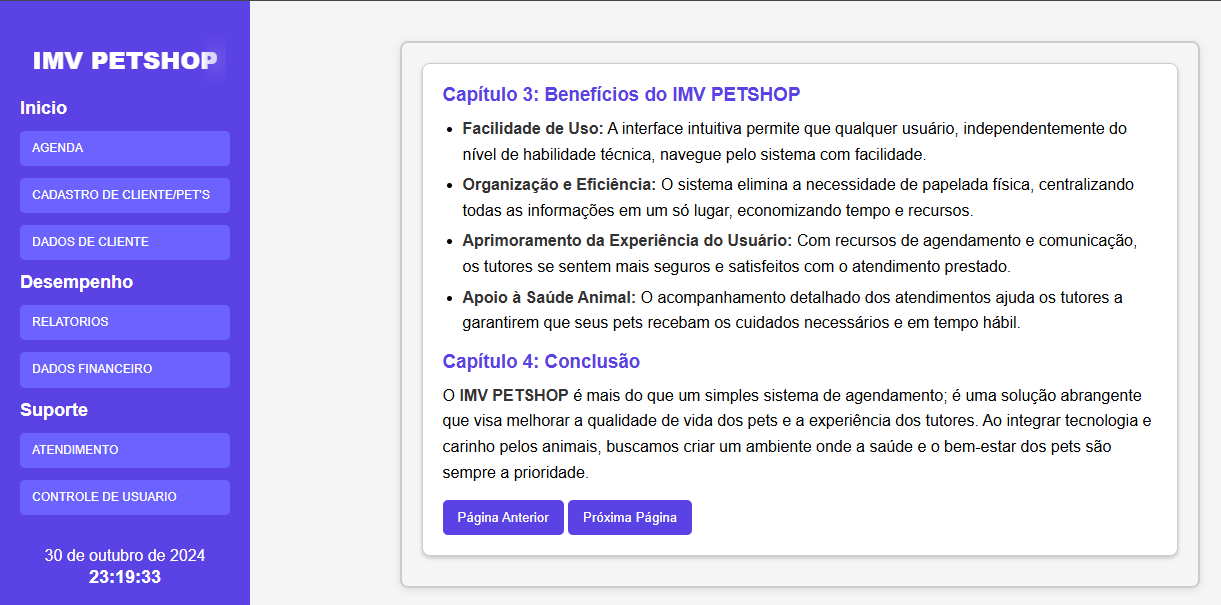 IMV PETSHOP
Inicio
AGENDA
CADASTRO DE CLIENTE/PET'S
DADOS DE CLIENTE
Desempenho
RELATORIOS
DADOS FINANCEIRO
Suporte
ATENDIMENTO
CONTROLE DE USUARIO
30 de outubro de 2024
23:19:33
Capítulo 3: Benefícios do IMV PETSHOP
• Facilidade de Uso: A interface intuitiva permite que qualquer usuário, independentemente do
nível de habilidade técnica, navegue pelo sistema com facilidade.
• Organização e Eficiência: O sistema elimina a necessidade de papelada física, centralizando
todas as informações em um só lugar, economizando tempo e recursos.
• Aprimoramento da Experiência do Usuário: Com recursos de agendamento e comunicação,
os tutores se sentem mais seguros e satisfeitos com o atendimento prestado.
• Apoio à Saúde Animal: O acompanhamento detalhado dos atendimentos ajuda os tutores a
garantirem que seus pets recebam os cuidados necessários e em tempo hábil.
Capítulo 4: Conclusão
O IMV PETSHOP é mais do que um simples sistema de agendamento; é uma solução abrangente
que visa melhorar a qualidade de vida dos pets e a experiência dos tutores. Ao integrar tecnologia e
carinho pelos animais, buscamos criar um ambiente onde a saúde e o bem-estar dos pets são
sempre a prioridade.
Página Anterior Próxima Página